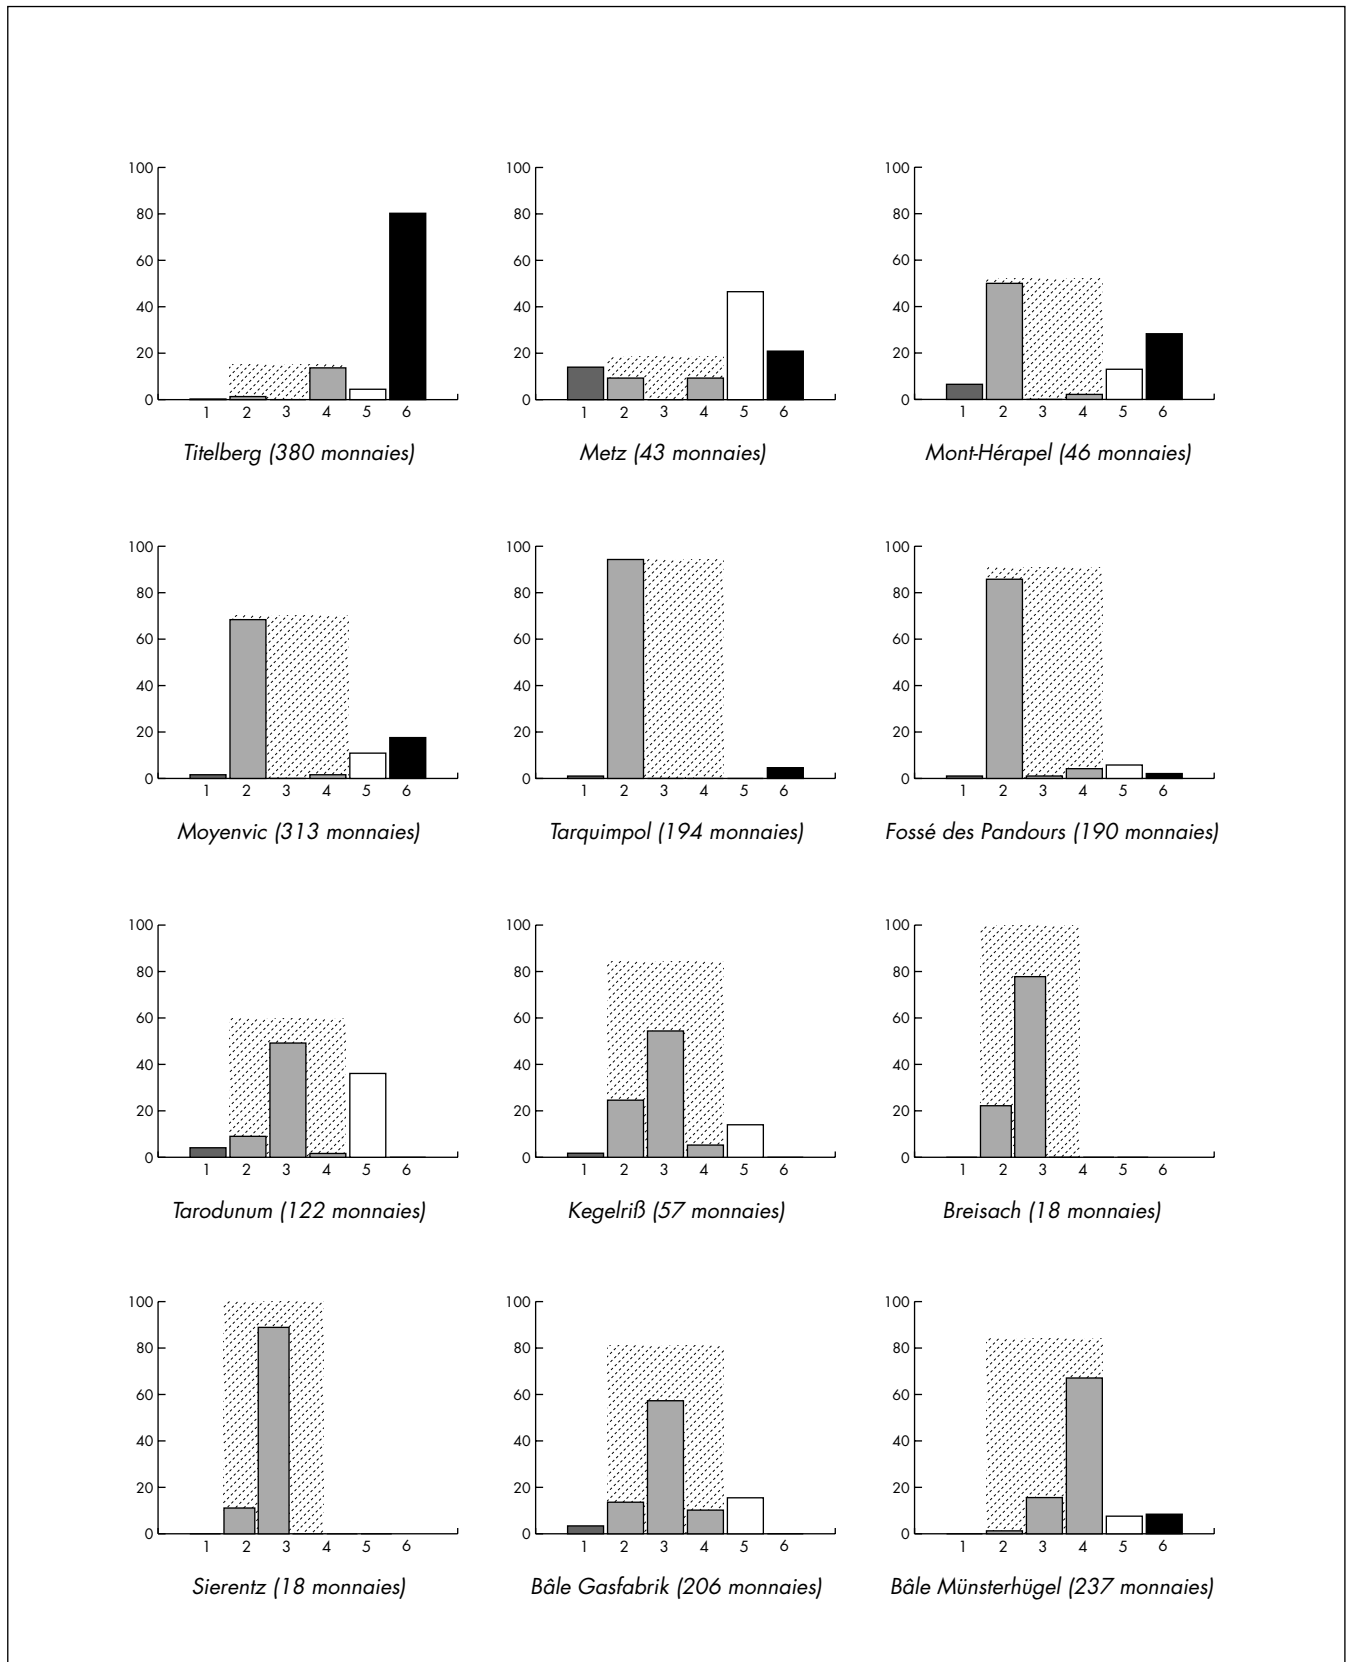 100 100 100
80 80 80
60 60 60
40 40 40
20 20 20
0 0 0
1 2 3 4 5 6 1 2 3 4 5 6 1 2 3 4 5 6
Titelberg (380 monnaies) Metz (43 monnaies) Mont-Hérapel (46 monnaies)
100 100 100
80 80 80
60 60 60
40 40 40
20 20 20
0 0 0
1 2 3 4 5 6 1 2 3 4 5 6 1 2 3 4 5 6
Moyenvic (313 monnaies) Tarquimpol (194 monnaies) Fossé des Pandours (190 monnaies)
100 100 100
80 80 80
60 60 60
40 40 40
20 20 20
0 0 0
1 2 3 4 5 6 1 2 3 4 5 6 1 2 3 4 5 6
Tarodunum (122 monnaies) Kegelriß (57 monnaies) Breisach (18 monnaies)
100 100 100
80 80 80
60 60 60
40 40 40
20 20 20
0 0 0
1 2 3 4 5 6 1 2 3 4 5 6 1 2 3 4 5 6
Sierentz (18 monnaies) Bâle Gasfabrik (206 monnaies) Bâle Münsterhügel (237 monnaies)